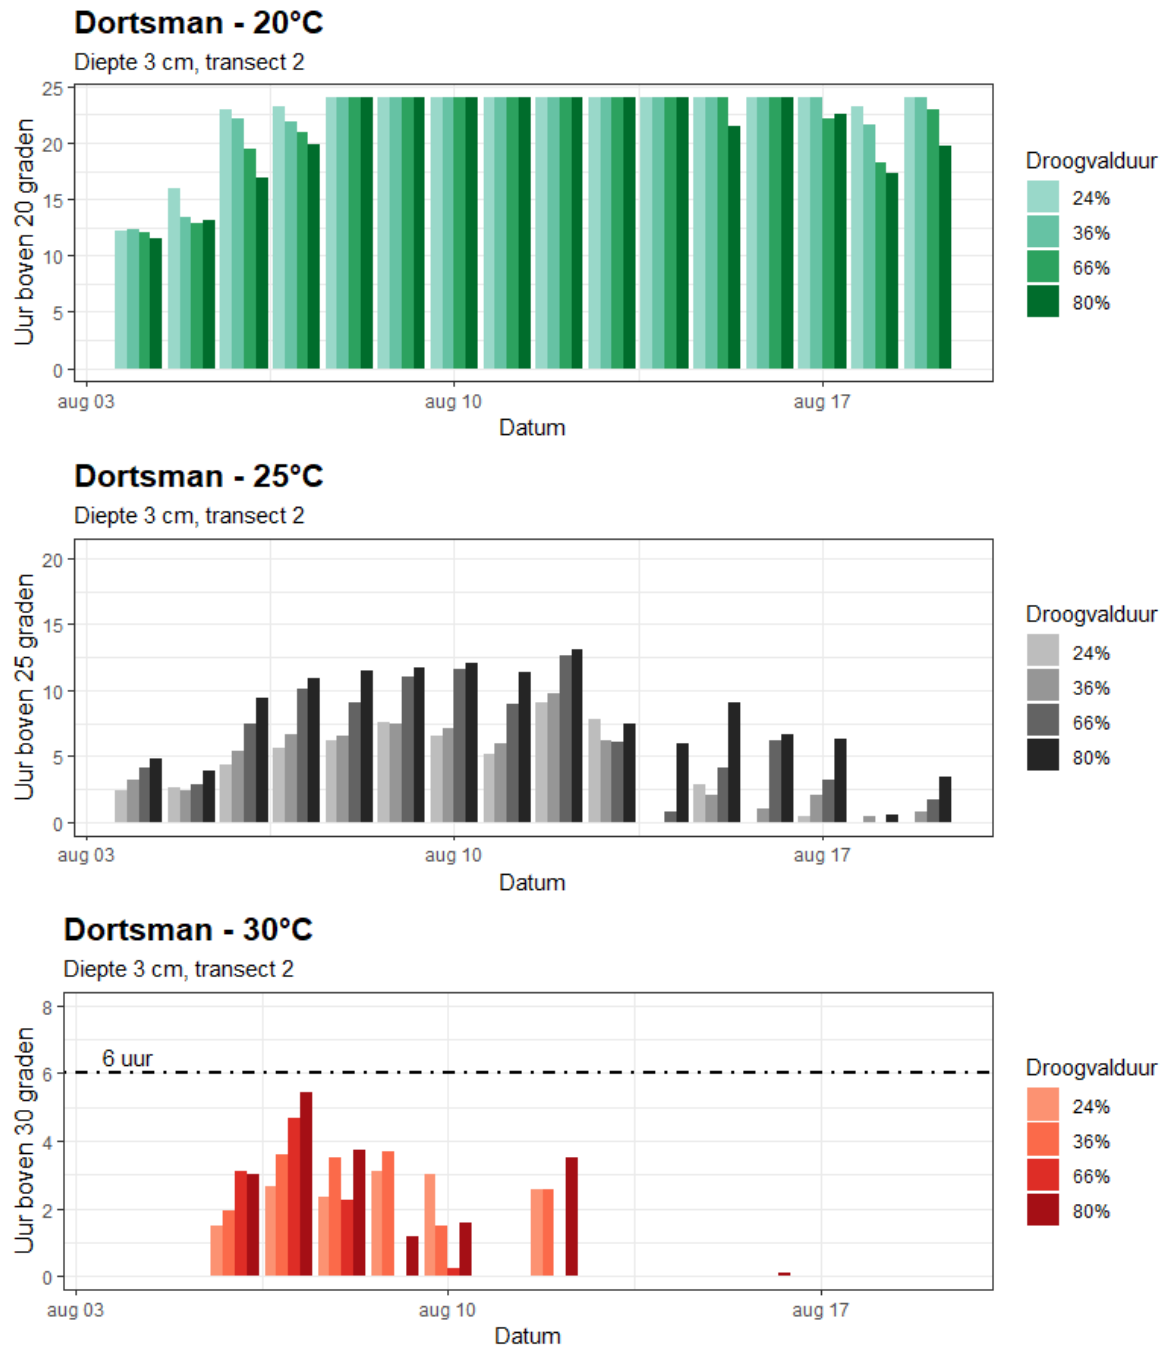 Dortsman - 20°C
Diepte 3 cm, transect 2
Uur boven 20 graden
25
20
15
10
5
0
aug 03
aug 10
aug 17
Datum
Droogvalduur
24%
36%
66%
80%
Dortsman - 25°C
Diepte 3 cm, transect 2
Uur boven 25 graden
20
15
10
5
0
aug 03
aug 10
aug 17
Datum
Droogvalduur
24%
36%
66%
80%
Dortsman - 30°C
Diepte 3 cm, transect 2
Uur boven 30 graden
8
6
4
2
0
6 uur
aug 03
aug 10
aug 17
Datum
Droogvalduur
24%
36%
66%
80%